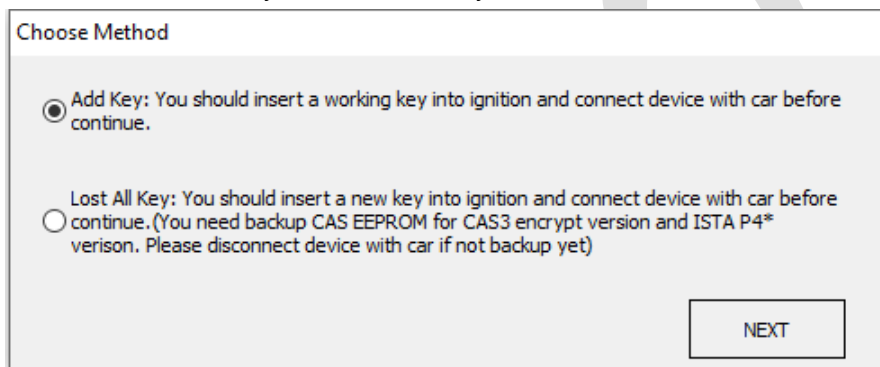 Choose Method
Add Key: You should insert a working key into ignition and connect device with car before
continue.
Lost All Key: You should insert a new key into ignition and connect device with car before
continue.(You need backup CAS EEPROM for CAS3 encrypt version and ISTA P4*
verison. Please disconnect device with car if not backup yet)
NEXT